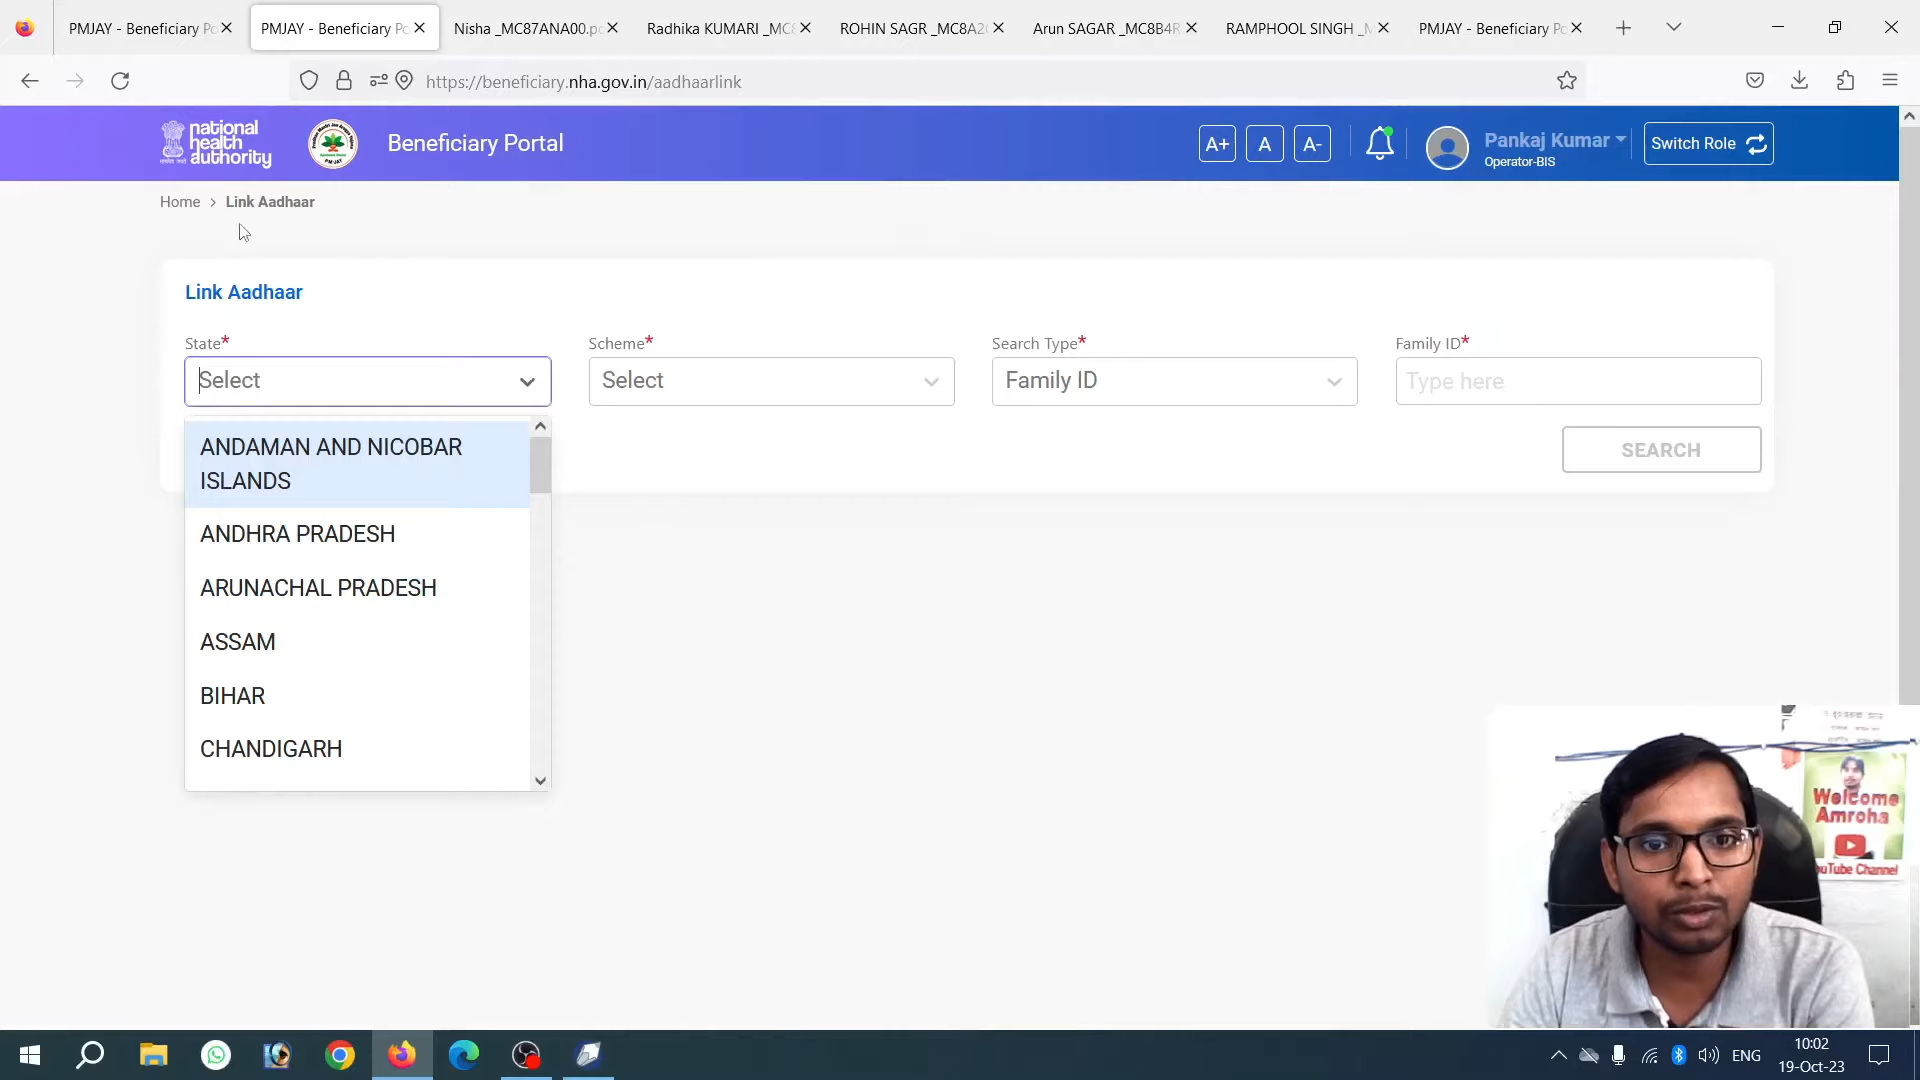 PMJAY - Beneficiary Po
PMJAY - Beneficiary Po
Nisha _MC87ANA00.pd
Radhika KUMARI _MC8
ROHIN SAGR _MC8A2
Arun SAGAR _MC8B4R
RAMPHOOL SINGH _M
PMJAY - Beneficiary Po
https://beneficiary.nha.gov.in/aadhaarlink
national
health
authority
PMJAY
Beneficiary Portal
A+
A
A-
Pankaj Kumar
Operator-BIS
Switch Role
Home > Link Aadhaar
Link Aadhaar
State*
Scheme*
Search Type*
Family ID*
Select
Select
Family ID
Type here
SEARCH
ANDAMAN AND NICOBAR
ISLANDS
ANDHRA PRADESH
ARUNACHAL PRADESH
ASSAM
BIHAR
CHANDIGARH
Welcome
Amroha
YouTube Channel
ENG
10:02
19-Oct-23